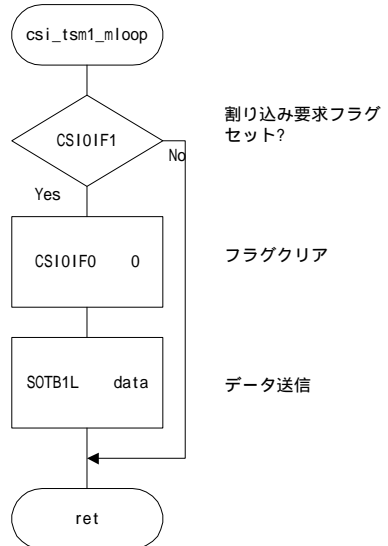 csi_tsm1_mloop
割り込み要求フラグ
セット?
CSI0IF1
No
Yes
CSI0IF0 0
フラグクリア
SOTB1L data
データ送信
ret